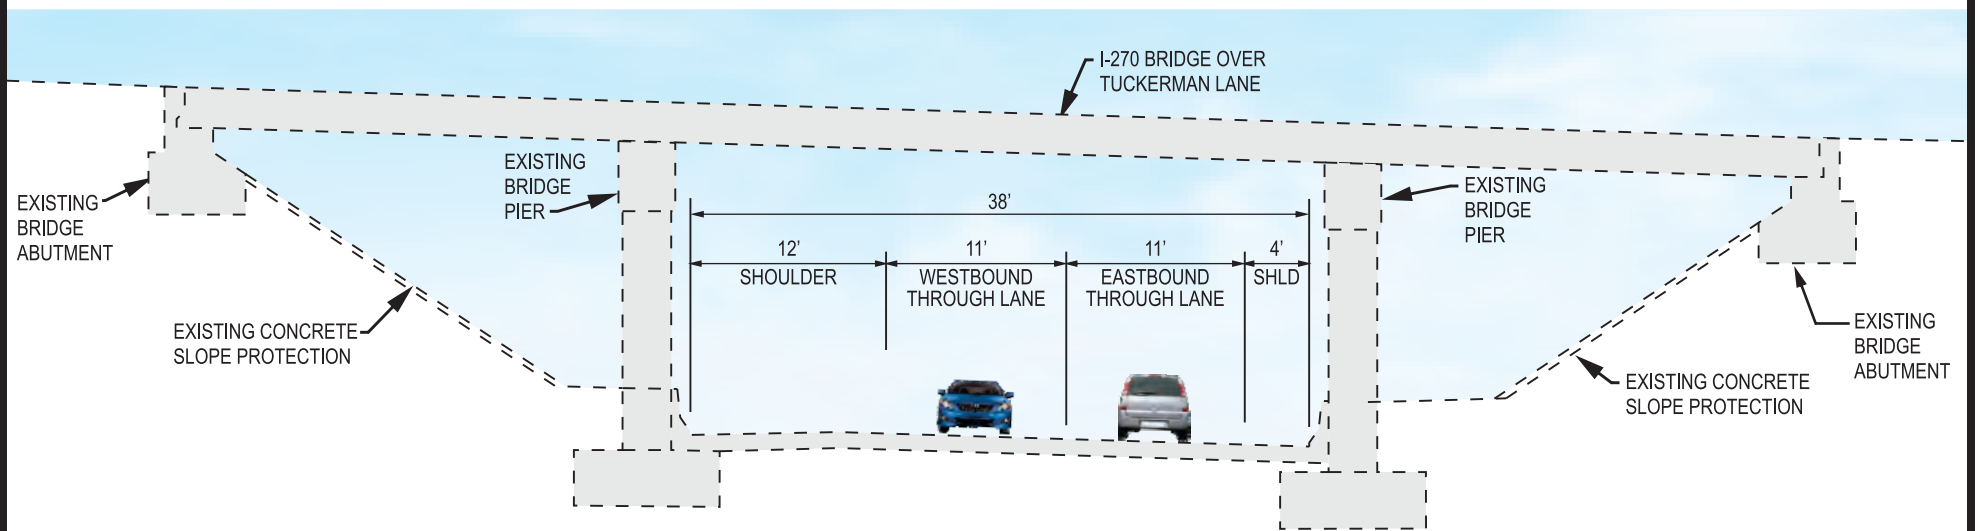 I-270 BRIDGE OVER
TUCKERMAN LANE
EXISTING
BRIDGE
PIER
EXISTING
BRIDGE
PIER
EXISTING
BRIDGE
ABUTMENT
38'
12'
SHOULDER
11'
WESTBOUND
THROUGH LANE
11'
EASTBOUND
THROUGH LANE
4'
SHLD
EXISTING CONCRETE
SLOPE PROTECTION
EXISTING
BRIDGE
ABUTMENT
EXISTING CONCRETE
SLOPE PROTECTION